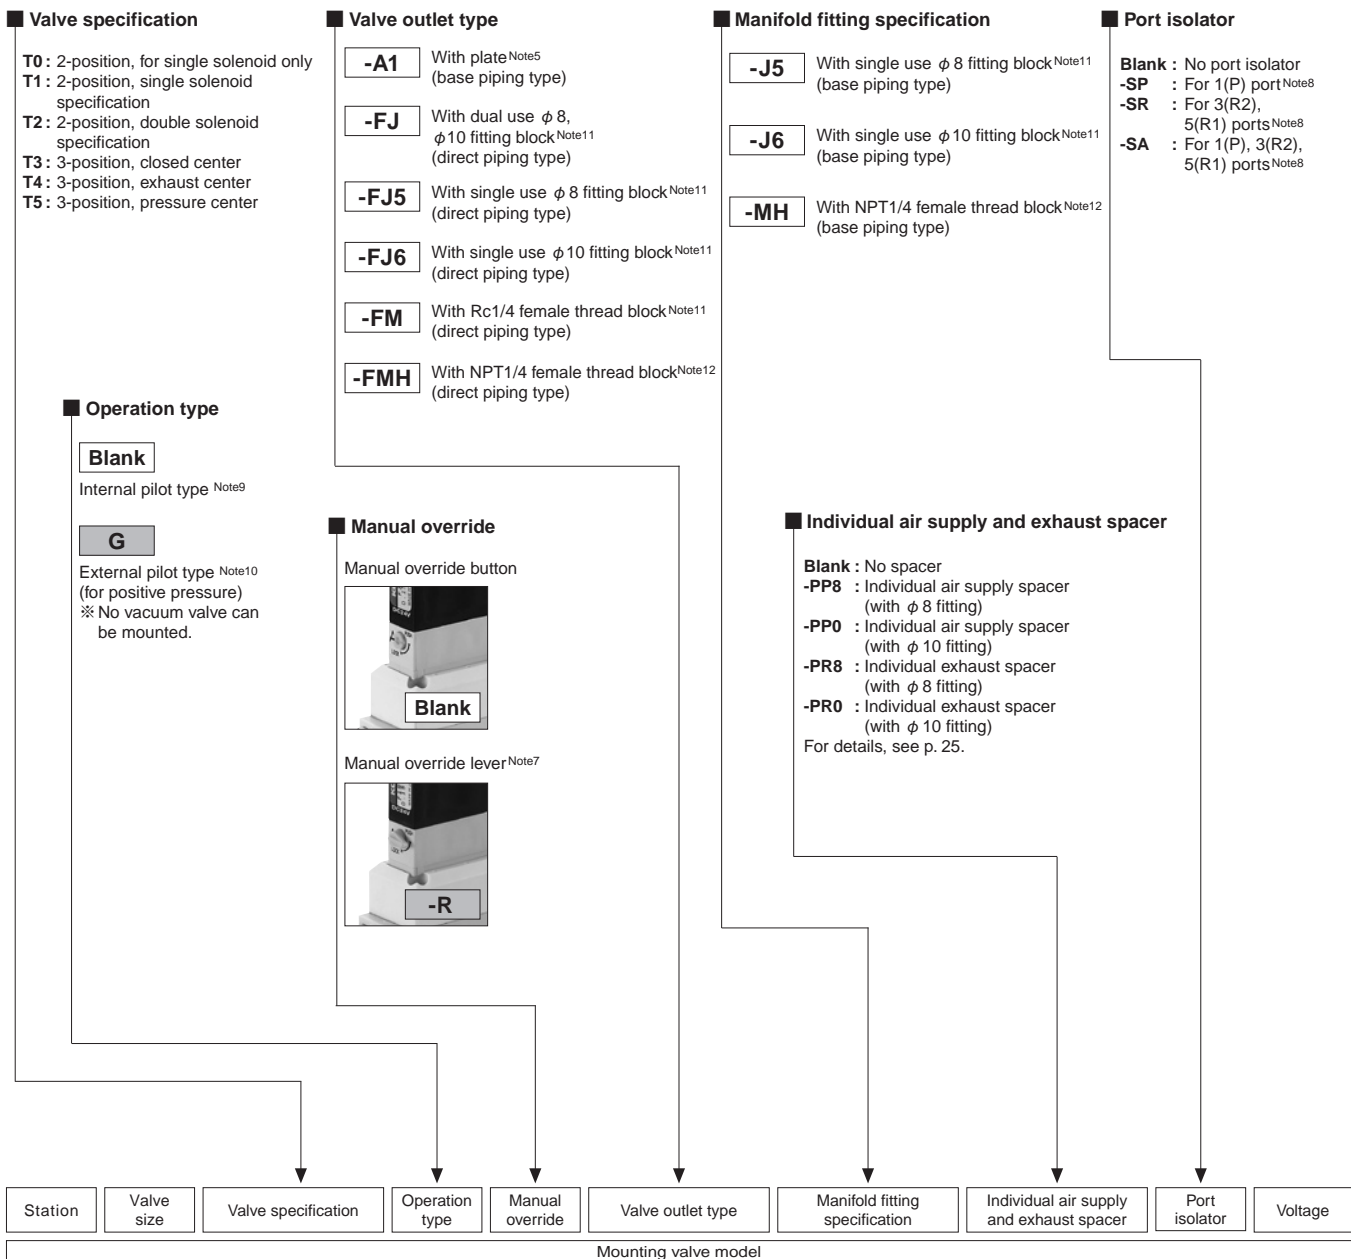 ■ Valve specification
T0 : 2-position, for single solenoid only
T1 : 2-position, single solenoid
specification
T2 : 2-position, double solenoid
specification
T3 : 3-position, closed center
T4 : 3-position, exhaust center
T5 : 3-position, pressure center
■ Valve outlet type
-A1 With plate Note5
(base piping type)
-FJ With dual use φ 8,
φ10 fitting block Note11
(direct piping type)
-FJ5 With single use φ 8 fitting block Note11
(direct piping type)
-FJ6 With single use φ 10 fitting block Note11
(direct piping type)
-FM With Rc1/4 female thread block Note11
(direct piping type)
-FMH With NPT1/4 female thread block Note12
(direct piping type)
■ Manifold fitting specification
-J5 With single use φ 8 fitting block Note11
(base piping type)
-J6 With single use φ 10 fitting block Note11
(base piping type)
-MH With NPT1/4 female thread block Note12
(base piping type)
■ Port isolator
Blank : No port isolator
-SP : For 1(P) port Note8
-SR : For 3(R2),
5(R1) ports Note8
-SA : For 1(P), 3(R2),
5(R1) ports Note8
■ Operation type
Blank
Internal pilot type Note9
G
External pilot type Note10
(for positive pressure)
※ No vacuum valve can
be mounted.
■ Manual override
Manual override button
Blank
Manual override lever Note7
-R
■ Individual air supply and exhaust spacer
Blank : No spacer
-PP8 : Individual air supply spacer
(with φ 8 fitting)
-PP0 : Individual air supply spacer
(with φ 10 fitting)
-PR8 : Individual exhaust spacer
(with φ 8 fitting)
-PR0 : Individual exhaust spacer
(with φ 10 fitting)
For details, see p. 25.
Station
Valve
size
Valve specification
Operation
type
Manual
override
Valve outlet type
Manifold fitting
specification
Individual air supply
and exhaust spacer
Port
isolator
Voltage
Mounting valve model